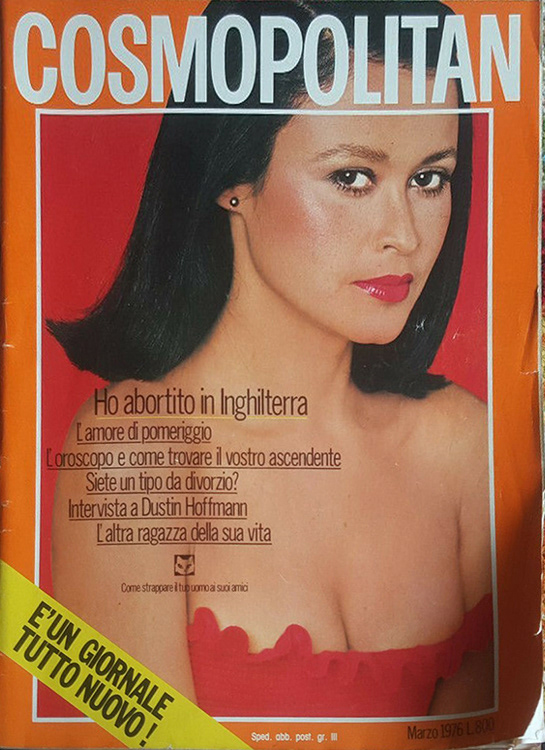 COSMOPOLITAN
Ho abortito in Inghilterra
L'amore di pomeriggio
L'oroscopo e come trovare il vostro ascendente
Siete un tipo da divorzio?
Intervista a Dustin Hoffmann
L'altra ragazza della sua vita
Come strappare il tuo uomo ai suoi amici
E'UN GIORNALE
TUTTO NUOVO!
Sped. abb. post. gr. III
Marzo 1976 L.800